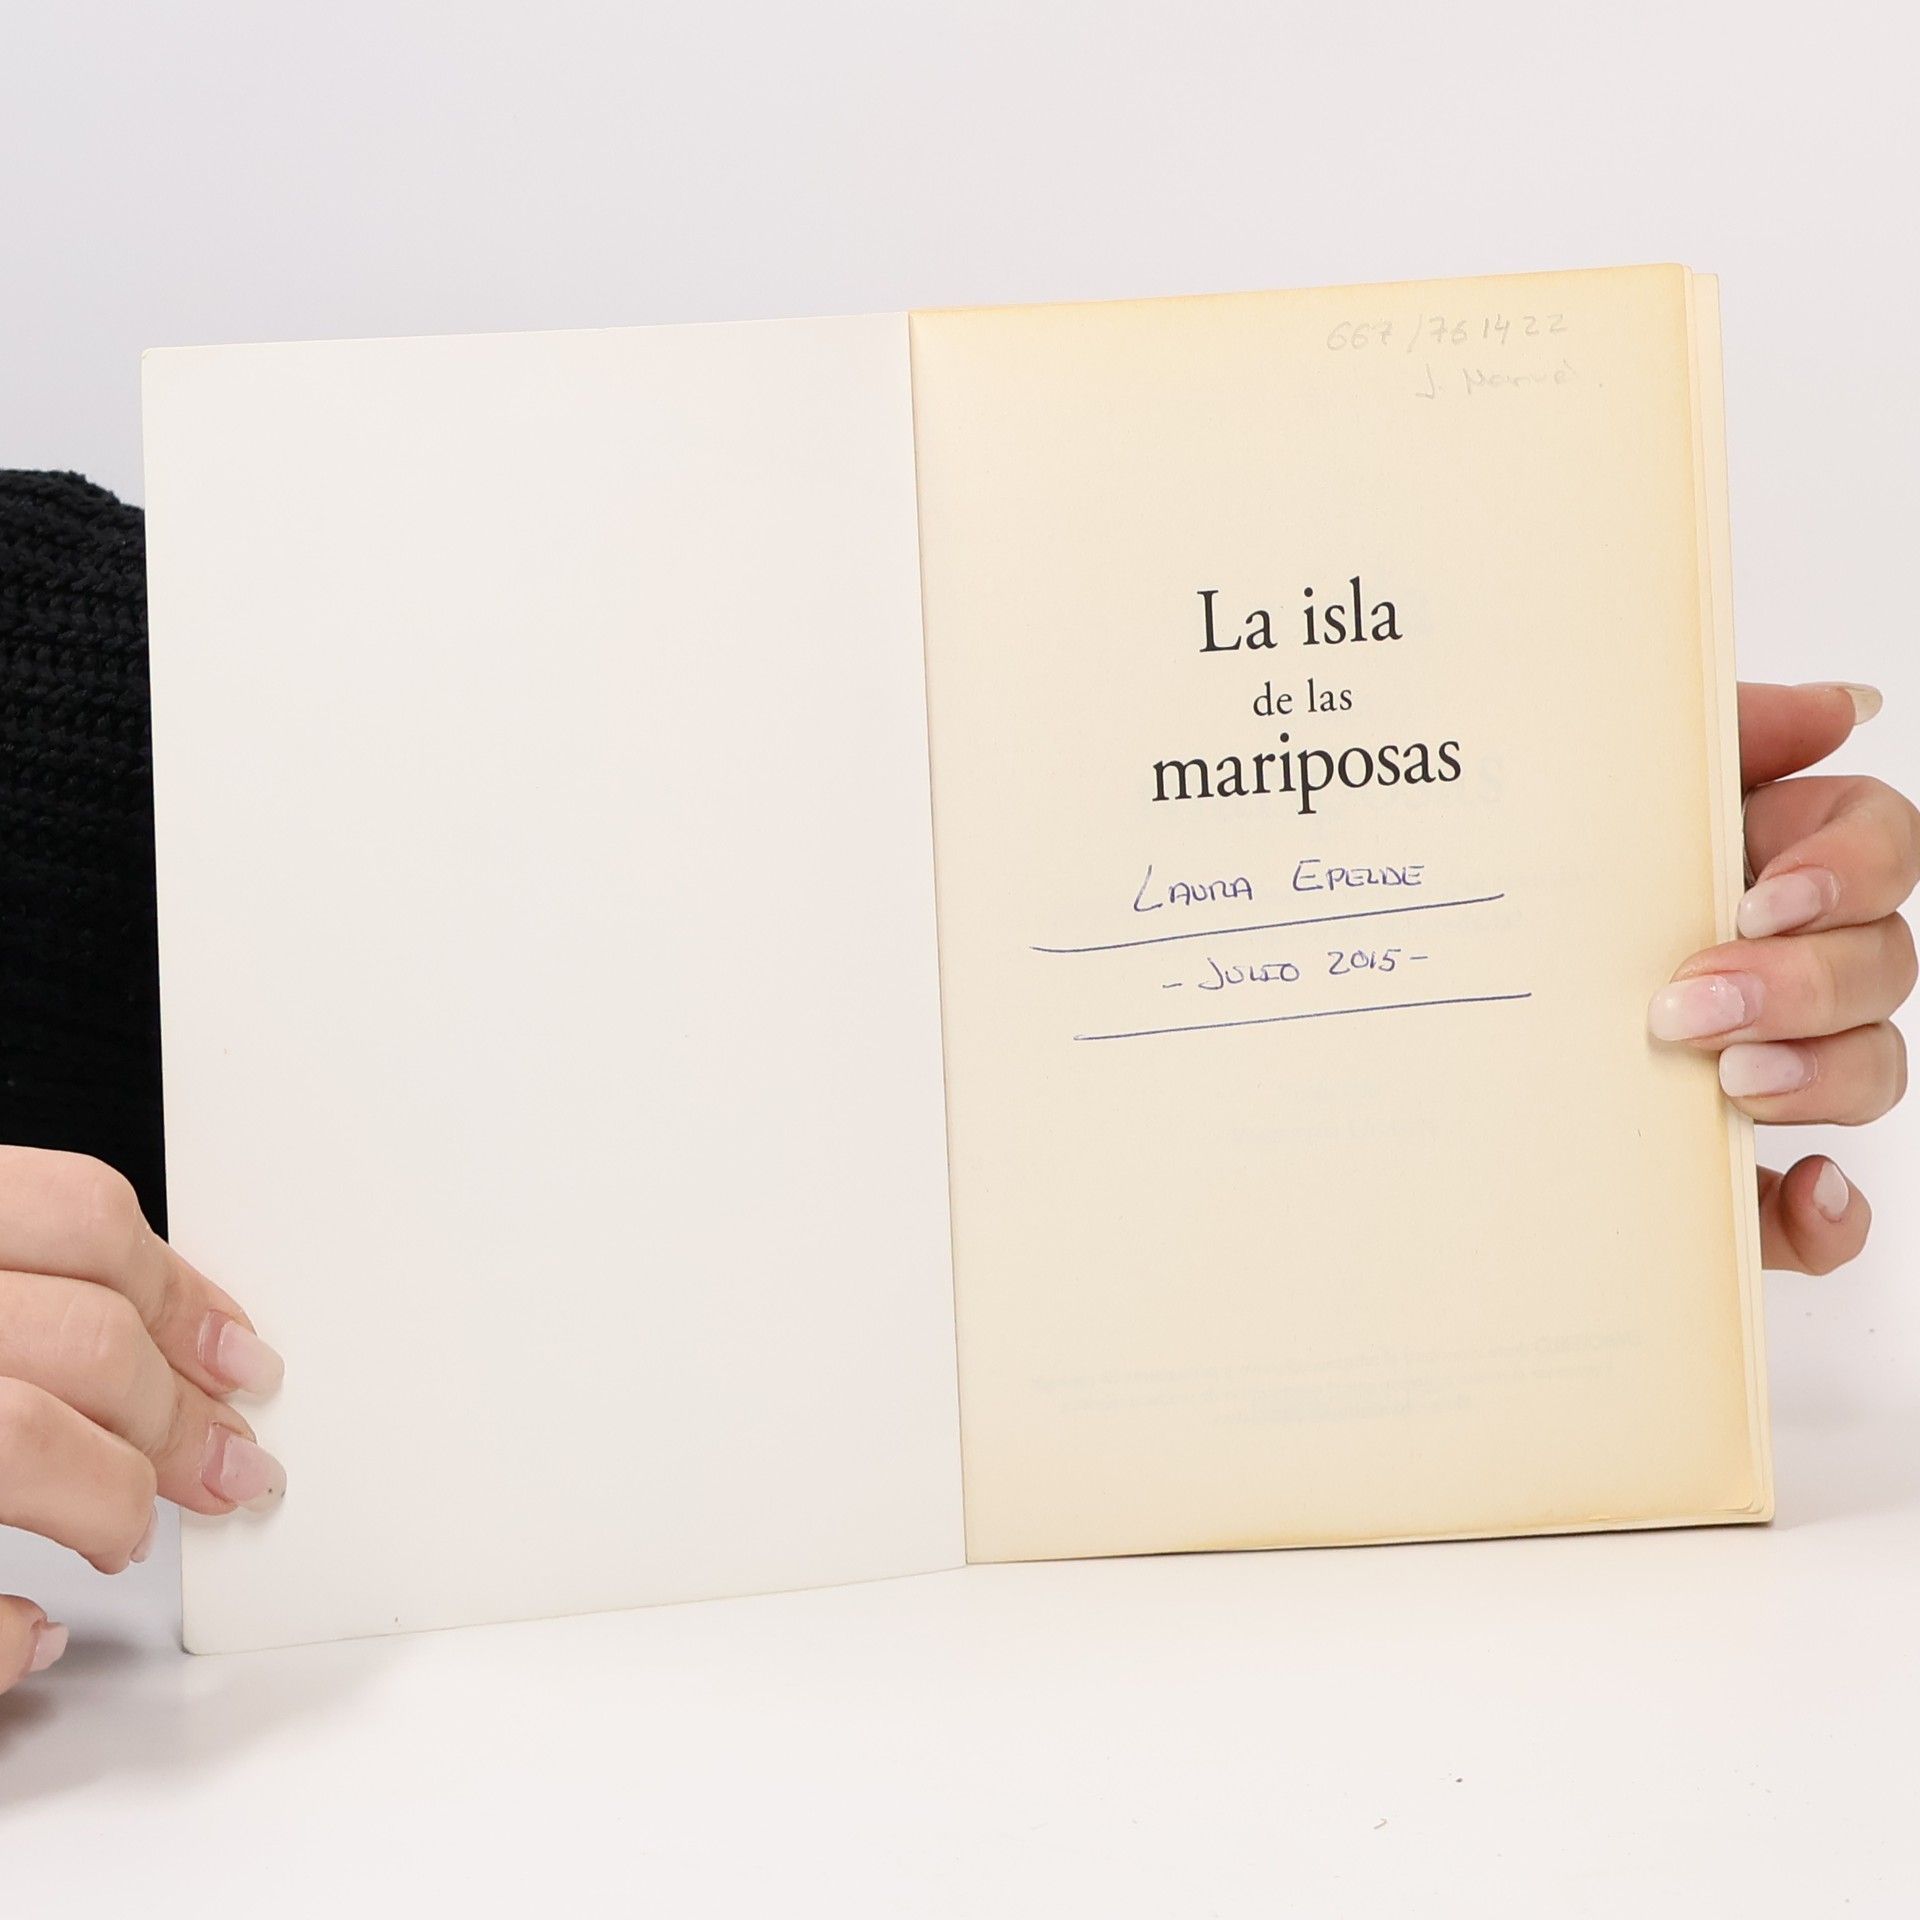 667/761422
J.
La isla
de las
mariposas
LAURA EPELDE
- JULIO 2015 -